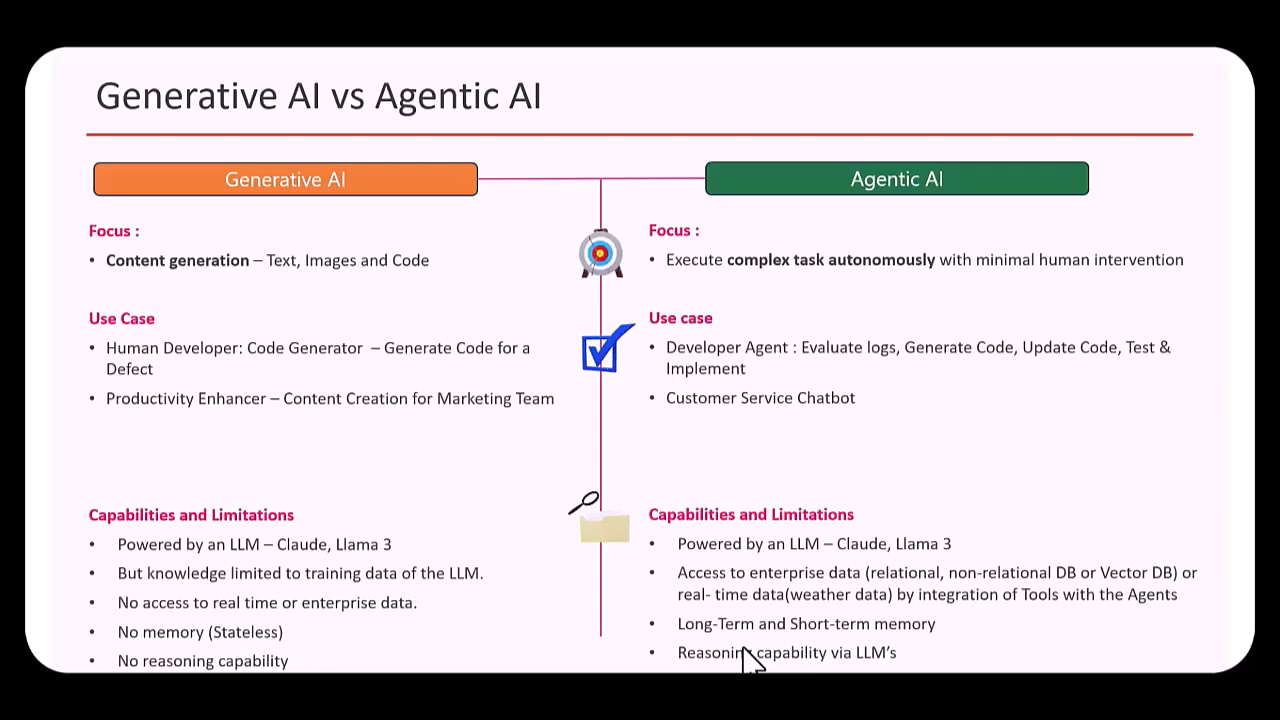 Generative AI vs Agentic AI
Generative AI
Focus :
• Content generation – Text, Images and Code
Use Case
• Human Developer: Code Generator – Generate Code for a
Defect
• Productivity Enhancer – Content Creation for Marketing Team
Capabilities and Limitations
• Powered by an LLM – Claude, Llama 3
• But knowledge limited to training data of the LLM.
• No access to real time or enterprise data.
• No memory (Stateless)
• No reasoning capability
Agentic AI
Focus :
• Execute complex task autonomously with minimal human intervention
Use case
• Developer Agent : Evaluate logs, Generate Code, Update Code, Test &
Implement
• Customer Service Chatbot
Capabilities and Limitations
• Powered by an LLM – Claude, Llama 3
• Access to enterprise data (relational, non-relational DB or Vector DB) or
real- time data(weather data) by integration of Tools with the Agents
• Long-Term and Short-term memory
• Reasoning capability via LLM’s